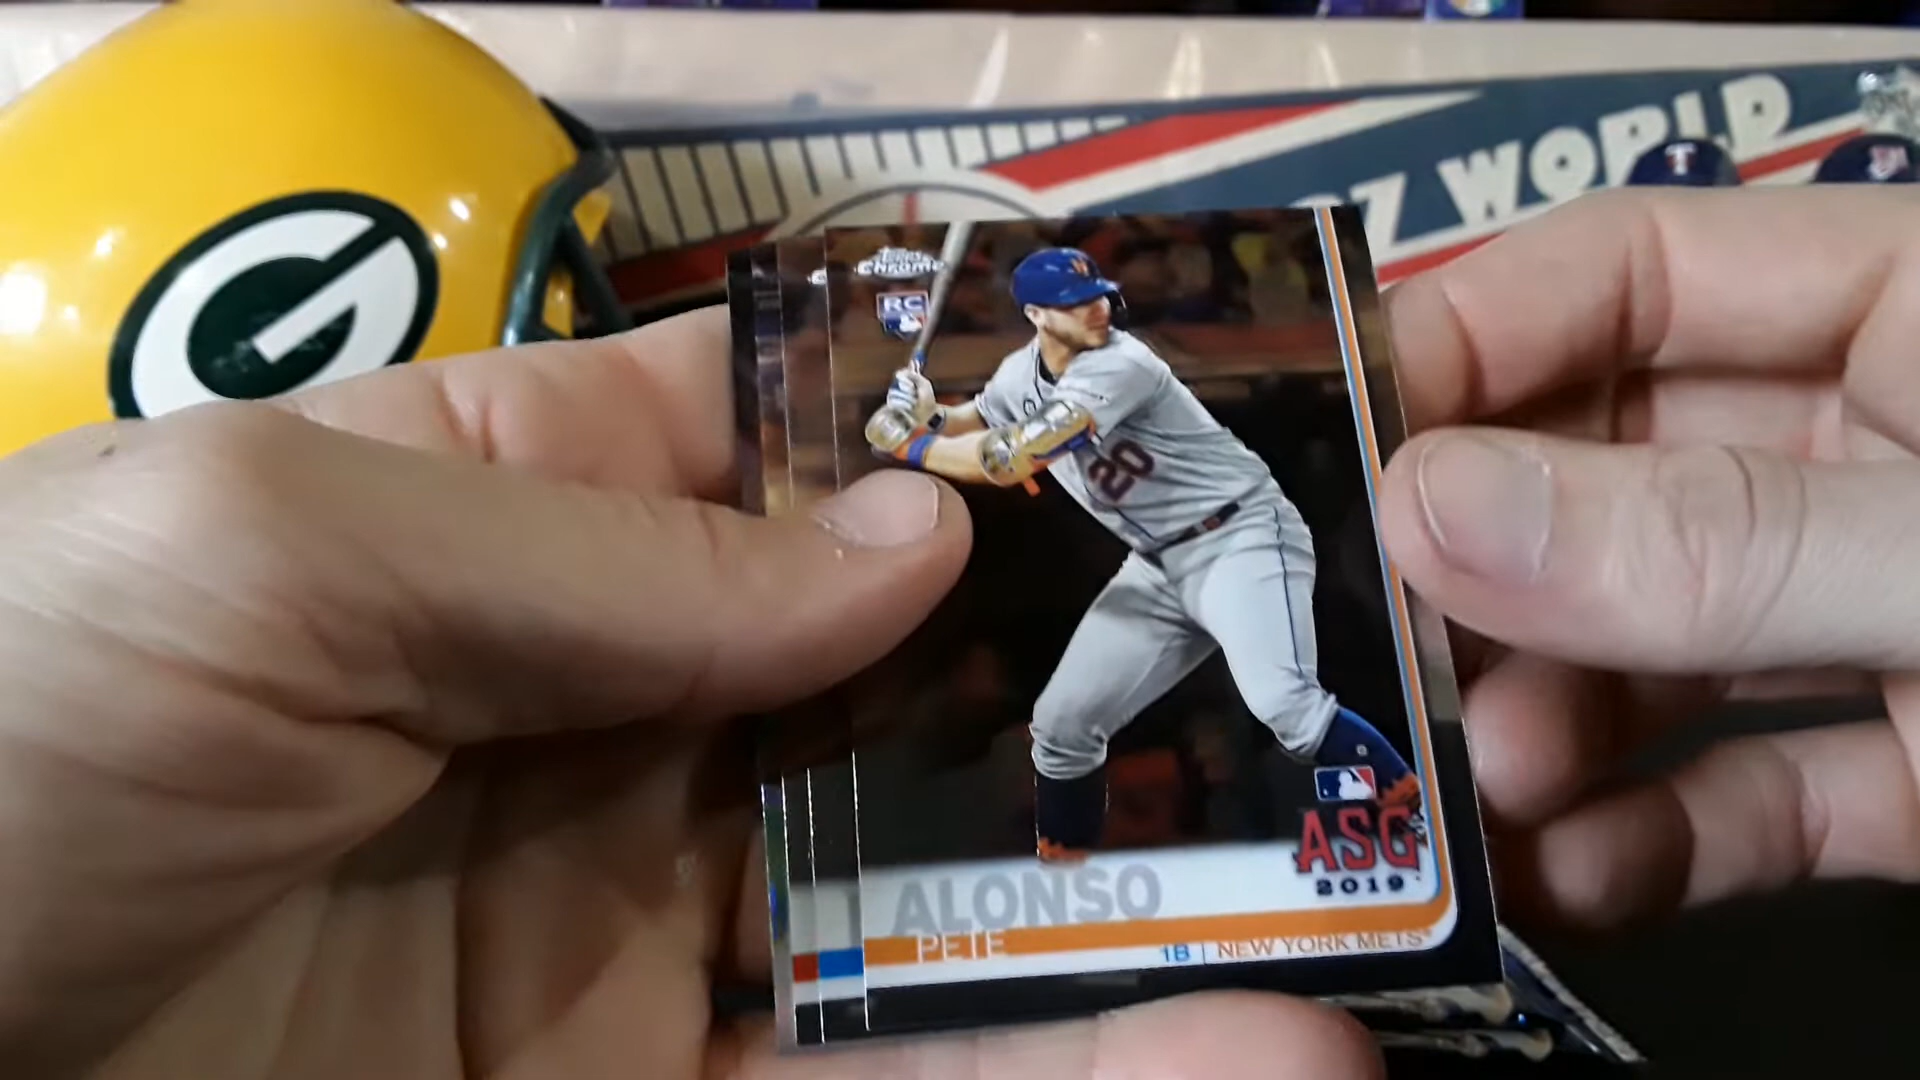 WORLD
T
G
Topps
Chrome
RC
20
ASG
2019
ALONSO
PETE
1B | NEW YORK METS